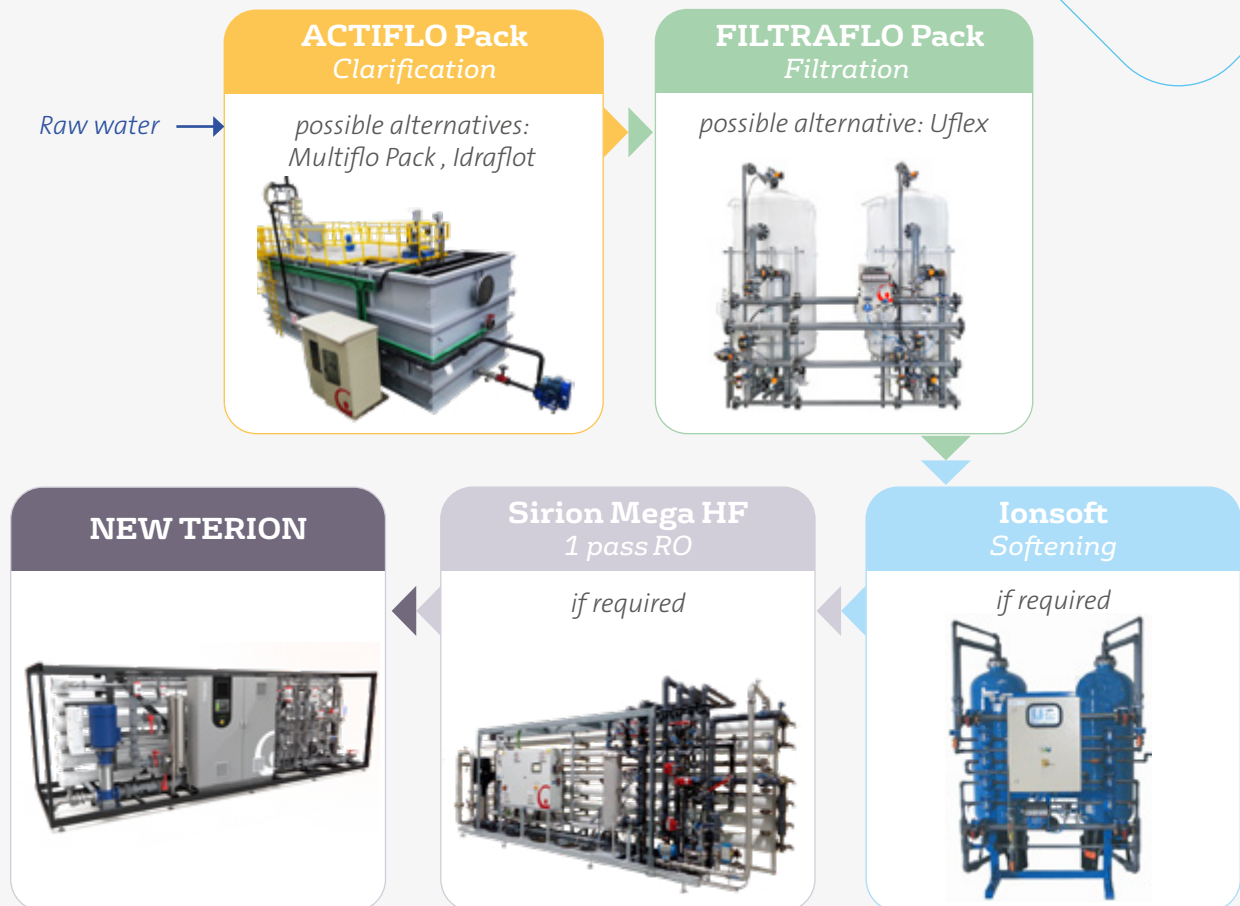 ACTIFLO Pack
Clarification
Raw water
possible alternatives:
Multiflo Pack , Idraflot
FILTRAFLO Pack
Filtration
possible alternative: Uflex
Ionsoft
Softening
if required
Sirion Mega HF
1 pass RO
if required
NEW TERION